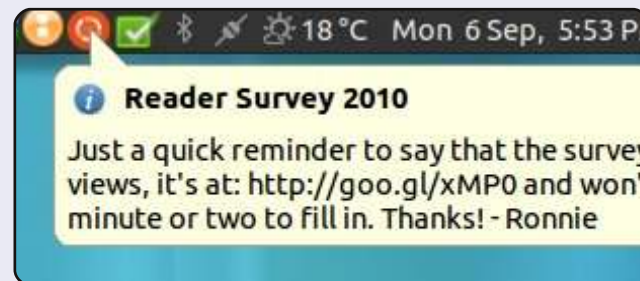 18 °C Mon 6 Sep, 5:53 P
Reader Survey 2010
Just a quick reminder to say that the survey
views, it's at: http://goo.gl/xMP0 and won'
minute or two to fill in. Thanks! - Ronnie